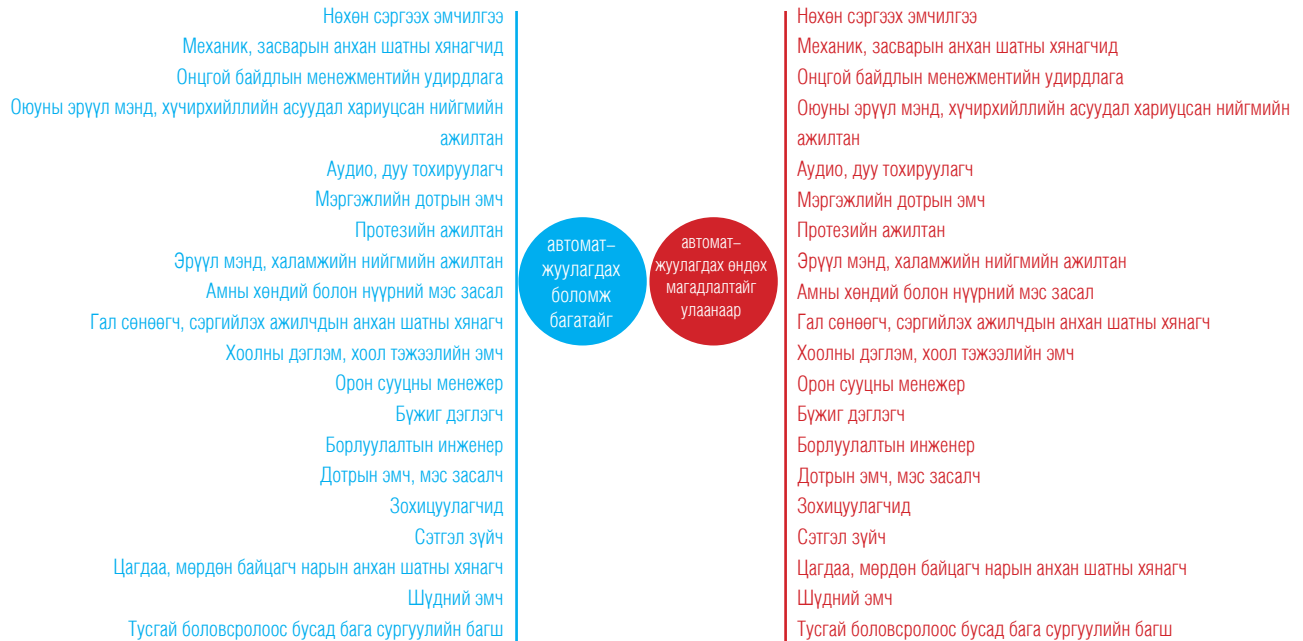 Нөхөн сэргээх эмчилгээ
Механик, засварын анхан шатны хянагчид
Онцгой байдлын менежментийн удирдлага
Оюуны эрүүл мэнд, хүчирхийллийн асуудал хариуцсан нийгмийн
ажилтан
Аудио, дуу тохируулагч
Мэргэжлийн дотрын эмч
Протезийн ажилтан
Эрүүл мэнд, халамжийн нийгмийн ажилтан
Амны хөндий болон нүүрний мэс засал
Гал сөнөөгч, сэргийлэх ажилчдын анхан шатны хянагч
Хоолны дэглэм, хоол тэжээлийн эмч
Орон сууцны менежер
Бүжиг дэглэгч
Борлуулалтын инженер
Дотрын эмч, мэс засалч
Зохицуулагчид
Сэтгэл зүйч
Цагдаа, мөрдөн байцагч нарын анхан шатны хянагч
Шүдний эмч
Тусгай боловсролоос бусад бага сургуулийн багш
автомат–
жуулагдах
боломж
багатайг
автомат–
жуулагдах өндөх
магадлалтайг
улаанаар
Нөхөн сэргээх эмчилгээ
Механик, засварын анхан шатны хянагчид
Онцгой байдлын менежментийн удирдлага
Оюуны эрүүл мэнд, хүчирхийллийн асуудал хариуцсан нийгмийн
ажилтан
Аудио, дуу тохируулагч
Мэргэжлийн дотрын эмч
Протезийн ажилтан
Эрүүл мэнд, халамжийн нийгмийн ажилтан
Амны хөндий болон нүүрний мэс засал
Гал сөнөөгч, сэргийлэх ажилчдын анхан шатны хянагч
Хоолны дэглэм, хоол тэжээлийн эмч
Орон сууцны менежер
Бүжиг дэглэгч
Борлуулалтын инженер
Дотрын эмч, мэс засалч
Зохицуулагчид
Сэтгэл зүйч
Цагдаа, мөрдөн байцагч нарын анхан шатны хянагч
Шүдний эмч
Тусгай боловсролоос бусад бага сургуулийн багш